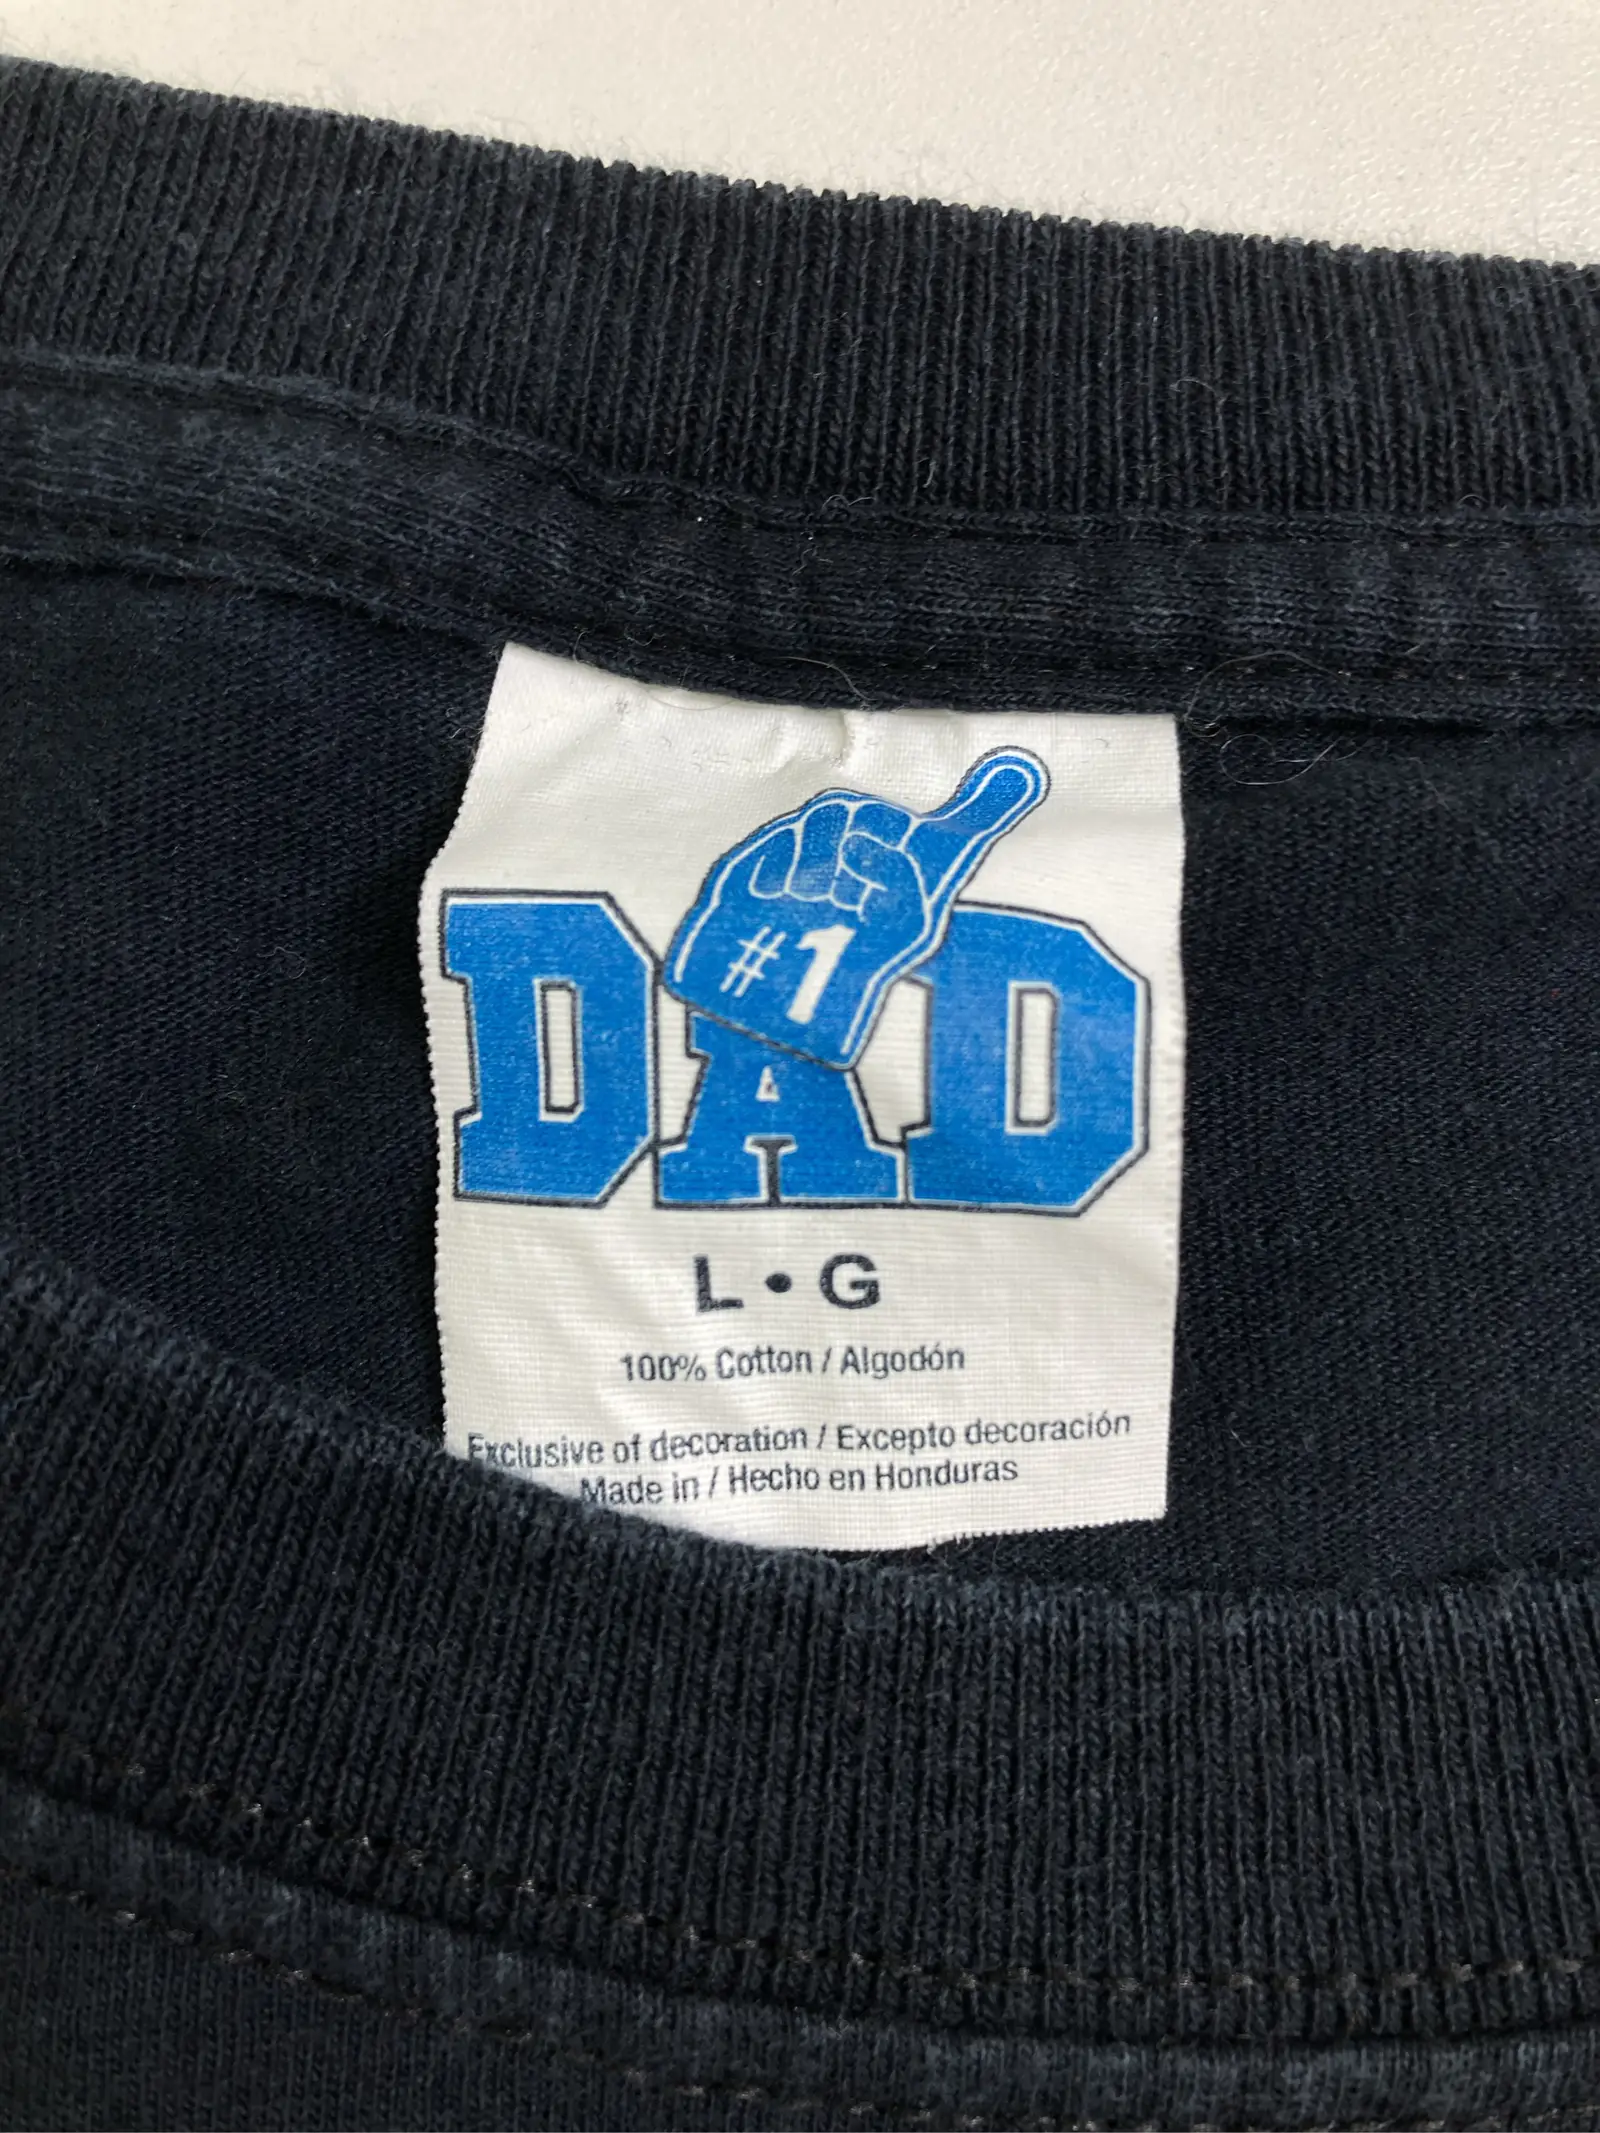 #1
DAD
L • G
100% Cotton / Algodón
Exclusive of decoration / Excepto decoración
Made in / Hecho en Honduras